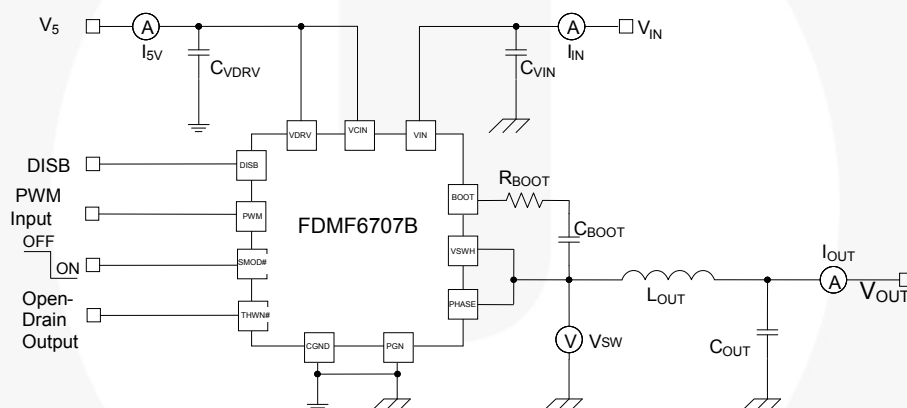 V5
A
I5V
CVDRV
A
IIN
VIN
CVIN
VDRV
VCIN
VIN
DISB
DISB
PWM
Input
PWM
OFF
ON
SMOD#
Open-
Drain
Output
THWN#
FDMF6707B
BOOT
RBOOT
CBOOT
VSWH
PHASE
CGND
PGN
V
VSW
LOUT
IOUT
A
VOUT
COUT